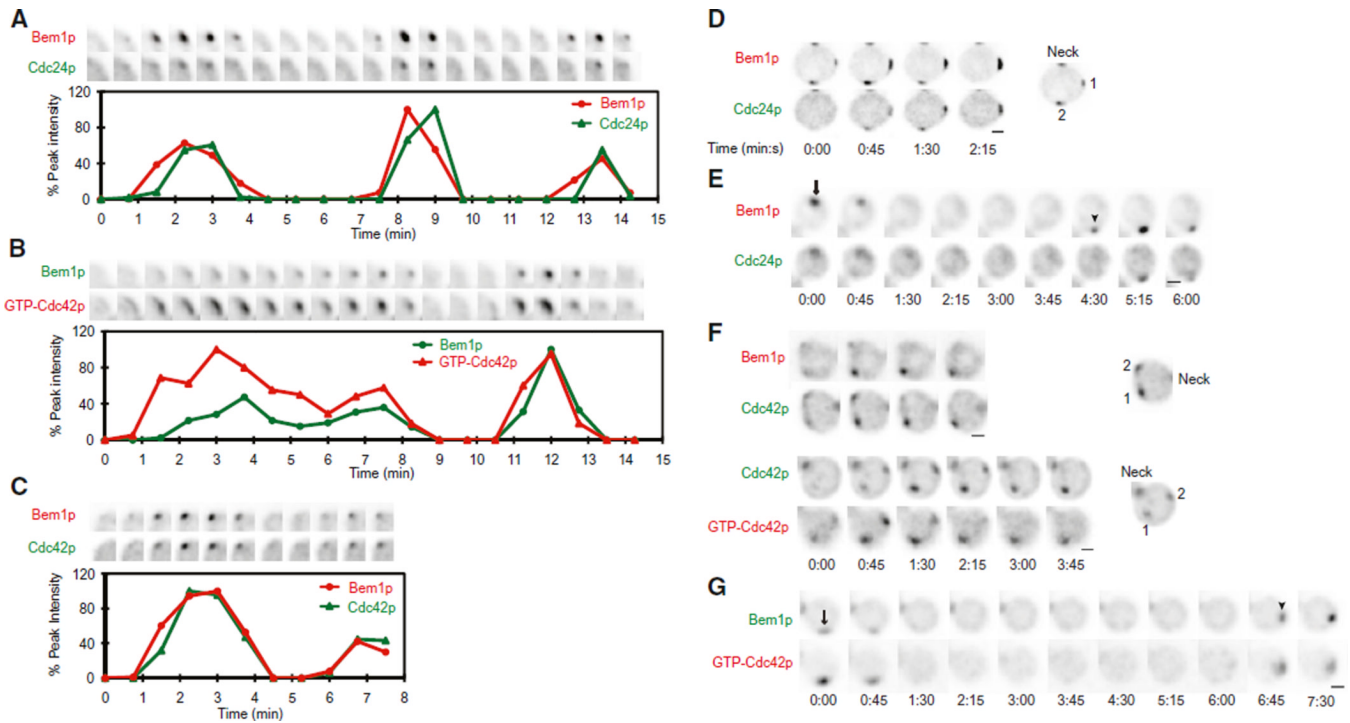 A
Bem1p
Cdc24p
% Peak intensity
120
80
40
0
Bem1p
Cdc24p
0 1 2 3 4 5 6 7 8 9 10 11 12 13 14 15
Time (min)
B
Bem1p
GTP-Cdc42p
% Peak intensity
120
80
40
0
Bem1p
GTP-Cdc42p
0 1 2 3 4 5 6 7 8 9 10 11 12 13 14 15
Time (min)
C
Bem1p
Cdc42p
% Peak Intensity
120
80
40
0
Bem1p
Cdc42p
0 1 2 3 4 5 6 7 8
Time (min)
D
Bem1p
Cdc24p
Time (min:s) 0:00 0:45 1:30 2:15
Neck
1
2
E
Bem1p
Cdc24p
0:00 0:45 1:30 2:15 3:00 3:45 4:30 5:15 6:00
F
Bem1p
Cdc42p
2
Neck
1
Cdc42p
GTP-Cdc42p
Neck
2
1
0:00 0:45 1:30 2:15 3:00 3:45
G
Bem1p
GTP-Cdc42p
0:00 0:45 1:30 2:15 3:00 3:45 4:30 5:15 6:00 6:45 7:30